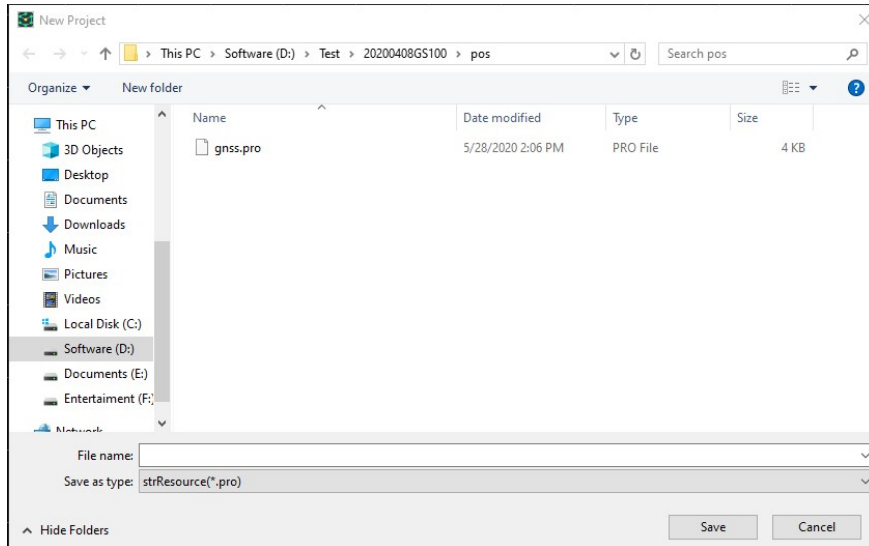 New Project
This PC > Software (D:) > Test > 20200408GS100 > pos
Search pos
Organize
New folder
Name
Date modified
Type
Size
gnss.pro
5/28/2020 2:06 PM
PRO File
4 KB
This PC
3D Objects
Desktop
Documents
Downloads
Music
Pictures
Videos
Local Disk (C:)
Software (D:)
Documents (E:)
Entertaiment (F:)
Network
File name:
Save as type: strResource(*.pro)
Hide Folders
Save
Cancel